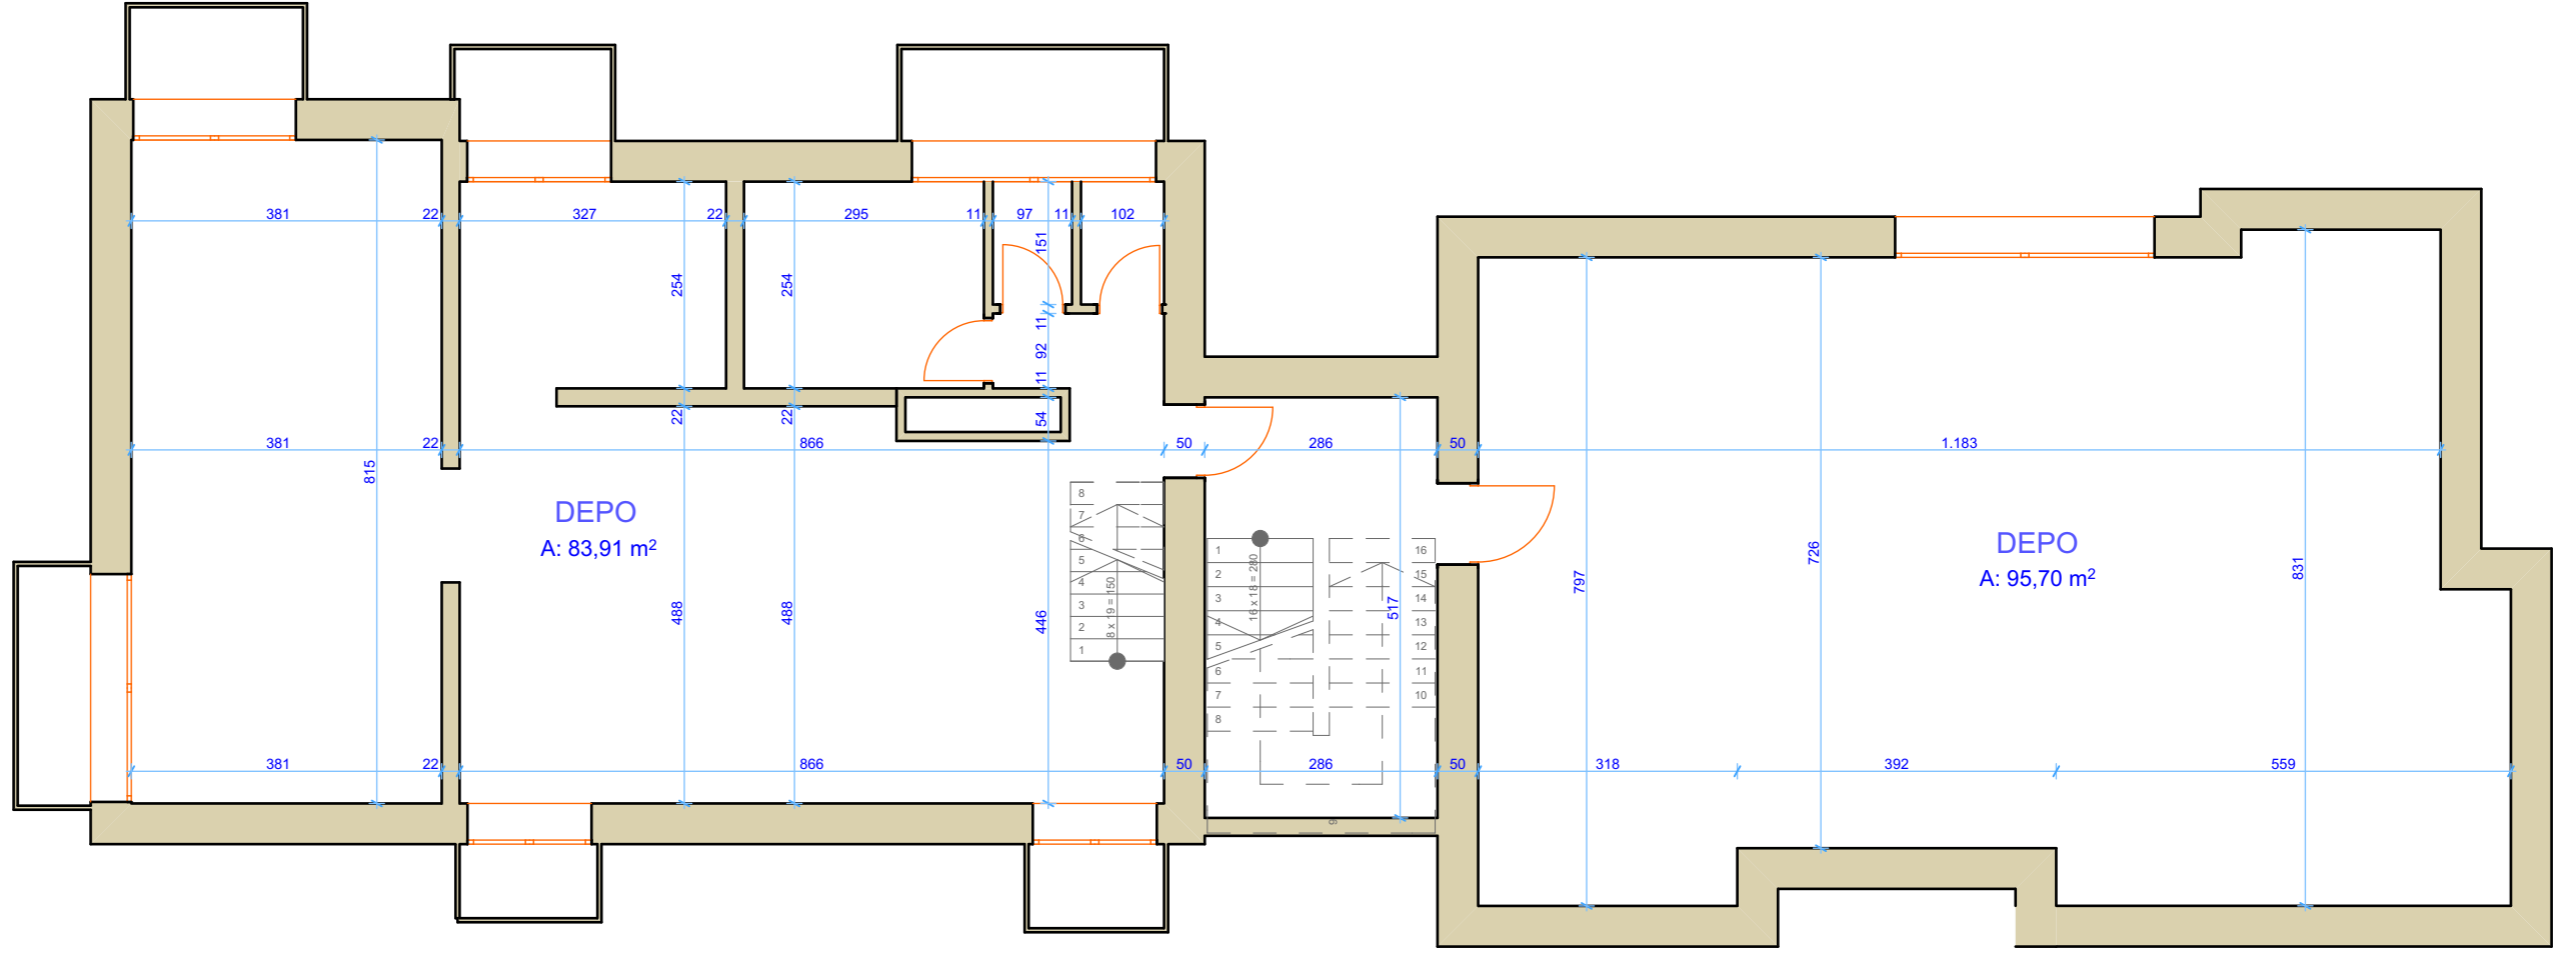 381 22 327 22 295 11 97 11 102
151
254 254
11
92
11
22 22 54
381 22 866 50 286 50 1.183
815
DEPO
A: 83,91 m²
8
7
6
5
4
3
2
1
8 x 19 = 150
488 488 446
1
2
3
4
5
6
7
8
9
16 x 18 = 280
16
15
14
13
12
11
10
517
797 726 831
DEPO
A: 95,70 m²
381 22 866 50 286 50 318 392 559